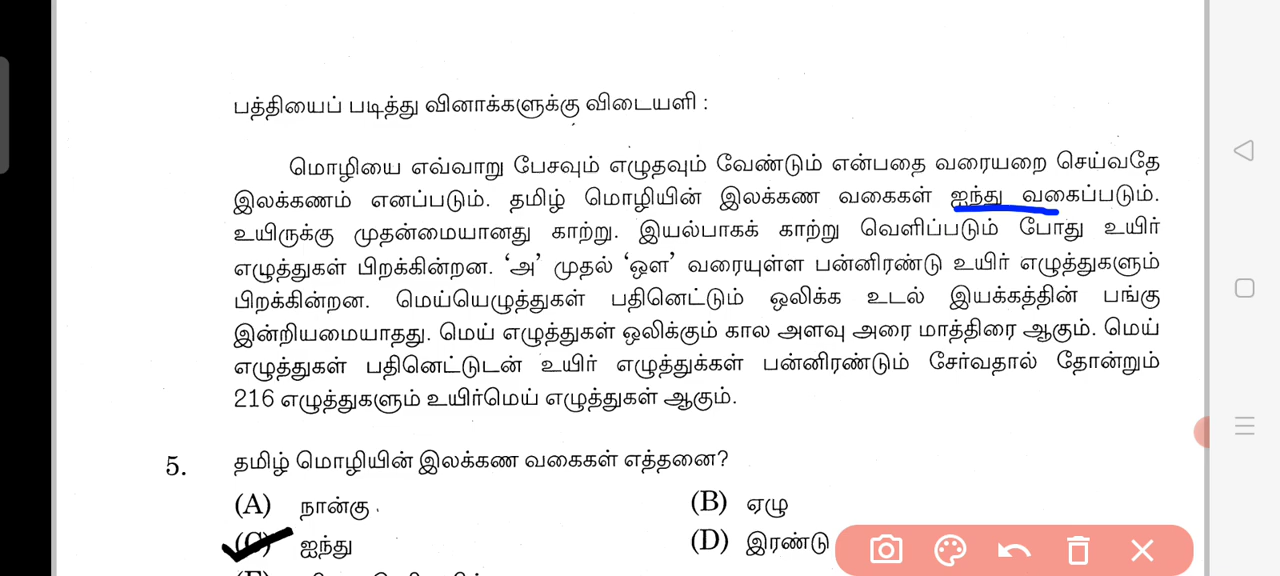 பத்தியைப் படித்து வினாக்களுக்கு விடையளி :
மொழியை எவ்வாறு பேசவும் எழுதவும் வேண்டும் என்பதை வரையறை செய்வதே
இலக்கணம் எனப்படும். தமிழ் மொழியின் இலக்கண வகைகள் ஐந்து வகைப்படும்.
உயிருக்கு முதன்மையானது காற்று. இயல்பாகக் காற்று வெளிப்படும் போது உயிர்
எழுத்துகள் பிறக்கின்றன. ‘அ’ முதல் ‘ஔ’ வரையுள்ள பன்னிரண்டு உயிர் எழுத்துகளும்
பிறக்கின்றன. மெய்யெழுத்துகள் பதினெட்டும் ஒலிக்க உடல் இயக்கத்தின் பங்கு
இன்றியமையாதது. மெய் எழுத்துகள் ஒலிக்கும் கால அளவு அரை மாத்திரை ஆகும். மெய்
எழுத்துகள் பதினெட்டுடன் உயிர் எழுத்துக்கள் பன்னிரண்டும் சேர்வதால் தோன்றும்
216 எழுத்துகளும் உயிர்மெய் எழுத்துகள் ஆகும்.
5. தமிழ் மொழியின் இலக்கண வகைகள் எத்தனை?
(A) நான்கு (B) ஏழு
(C) ஐந்து (D) இரண்டு